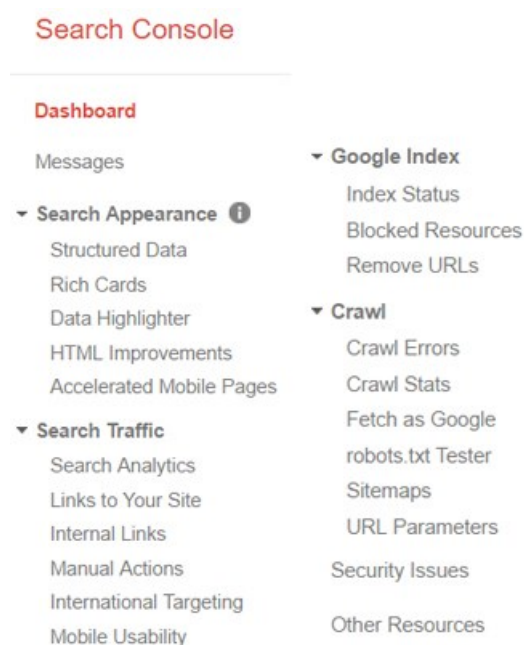 Search Console
Dashboard
Messages
Search Appearance
Structured Data
Rich Cards
Data Highlighter
HTML Improvements
Accelerated Mobile Pages
Search Traffic
Search Analytics
Links to Your Site
Internal Links
Manual Actions
International Targeting
Mobile Usability
Google Index
Index Status
Blocked Resources
Remove URLs
Crawl
Crawl Errors
Crawl Stats
Fetch as Google
robots.txt Tester
Sitemaps
URL Parameters
Security Issues
Other Resources